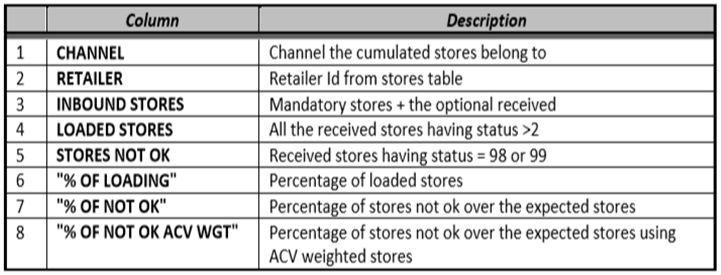 Column Description
1 CHANNEL Channel the cumulated stores belong to
2 RETAILER Retailer Id from stores table
3 INBOUND STORES Mandatory stores + the optional received
4 LOADED STORES All the received stores having status >2
5 STORES NOT OK Received stores having status = 98 or 99
6 "% OF LOADING" Percentage of loaded stores
7 "% OF NOT OK" Percentage of stores not ok over the expected stores
8 "% OF NOT OK ACV WGT" Percentage of stores not ok over the expected stores using
ACV weighted stores